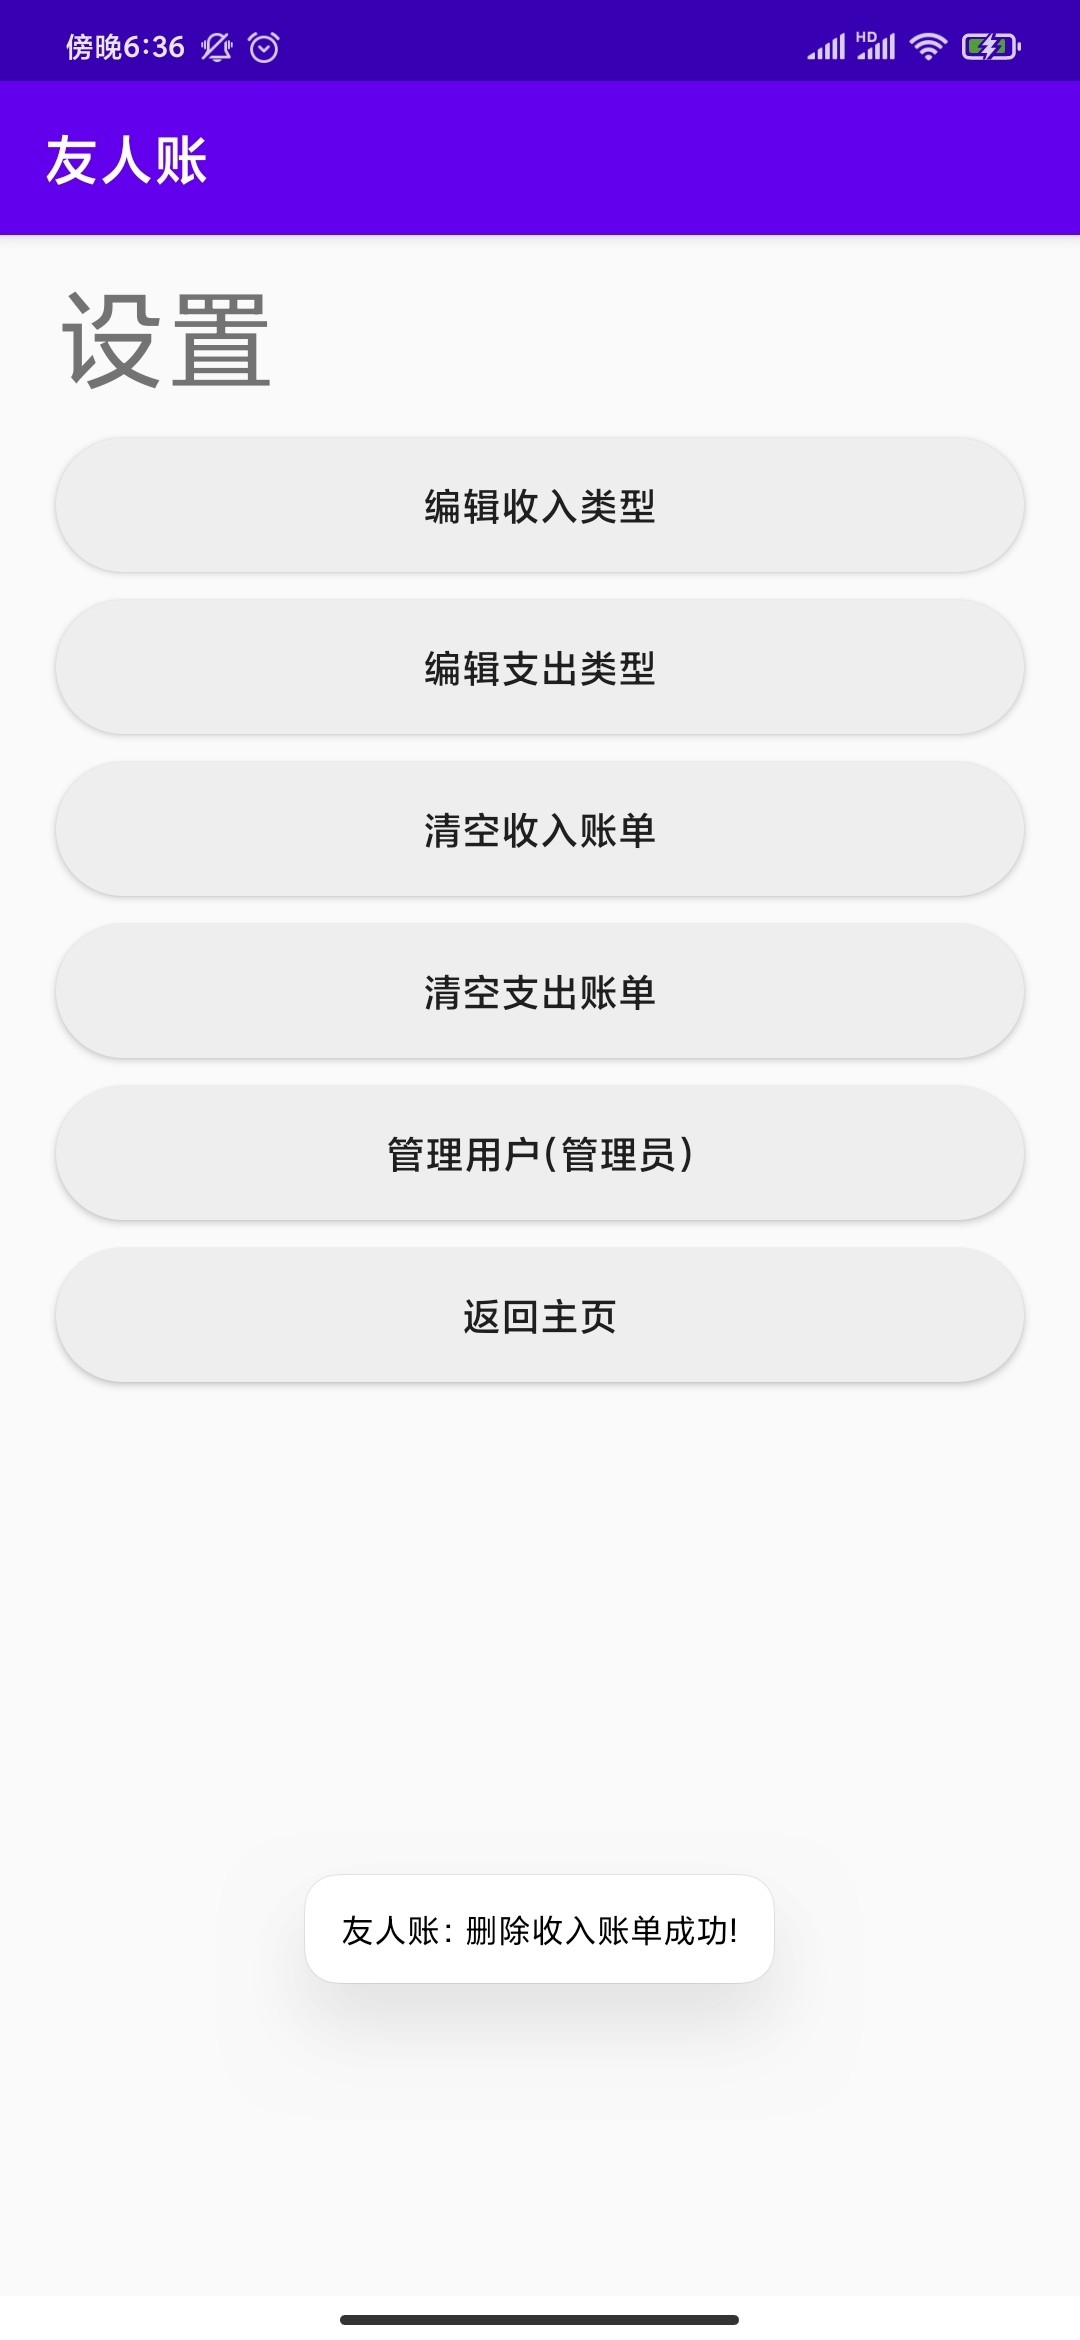 傍晚6:36
HD
友人账
设置
编辑收入类型
编辑支出类型
清空收入账单
清空支出账单
管理用户(管理员)
返回主页
友人账: 删除收入账单成功!